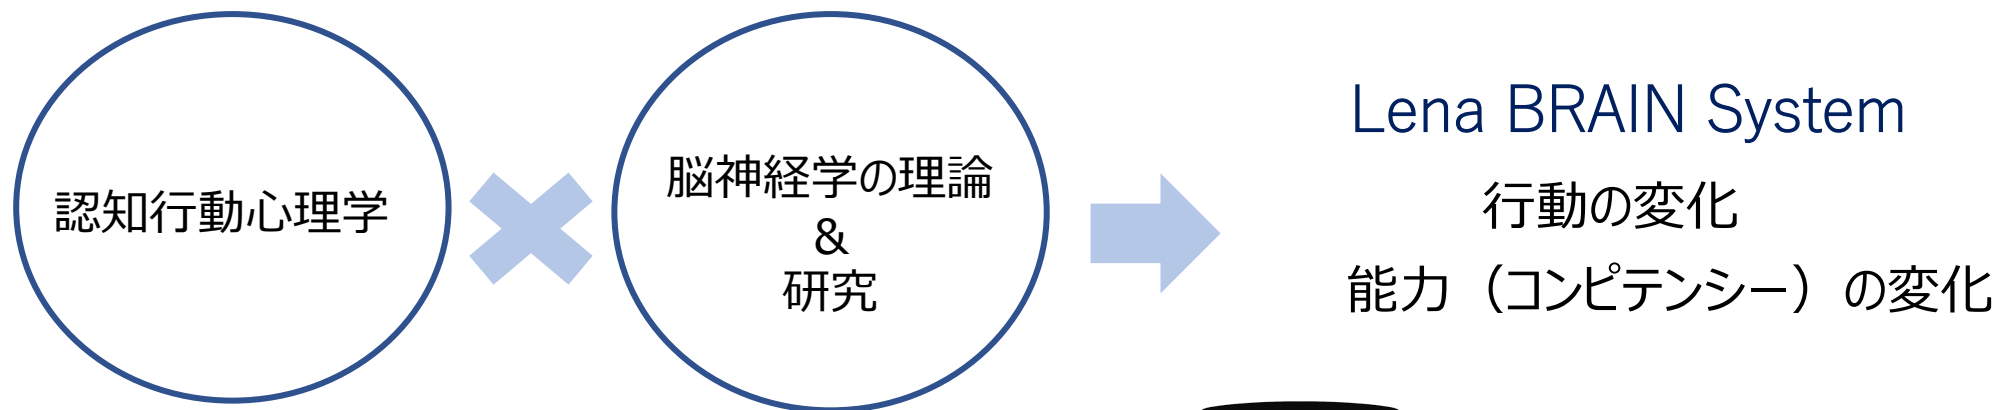 認知行動心理学
脳神経学の理論
&
研究
Lena BRAIN System
行動の変化
能力（コンピテンシー）の変化